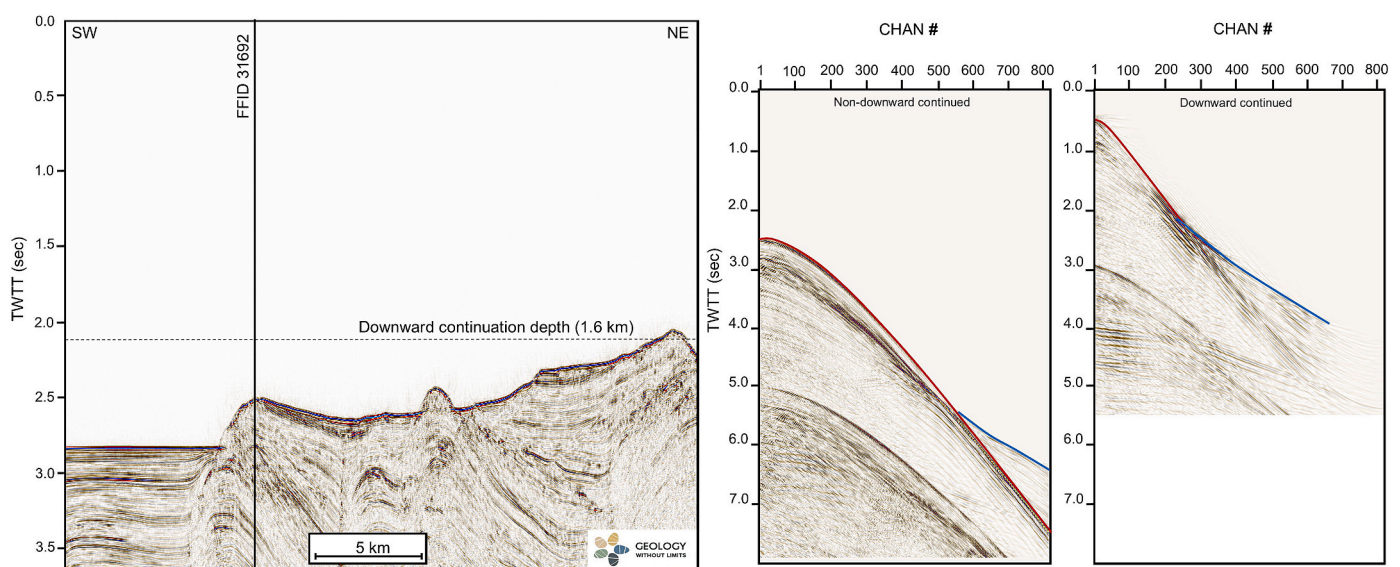 SW
NE
FFID 31692
TWTT (sec)
0.0
0.5
1.0
1.5
2.0
2.5
3.0
3.5
Downward continuation depth (1.6 km)
5 km
GEOLOGY
WITHOUT LIMITS
CHAN #
1 100 200 300 400 500 600 700 800
Non-downward continued
TWTT (sec)
0.0
1.0
2.0
3.0
4.0
5.0
6.0
7.0
CHAN #
1 100 200 300 400 500 600 700 800
Downward continued
0.0
1.0
2.0
3.0
4.0
5.0
6.0
7.0